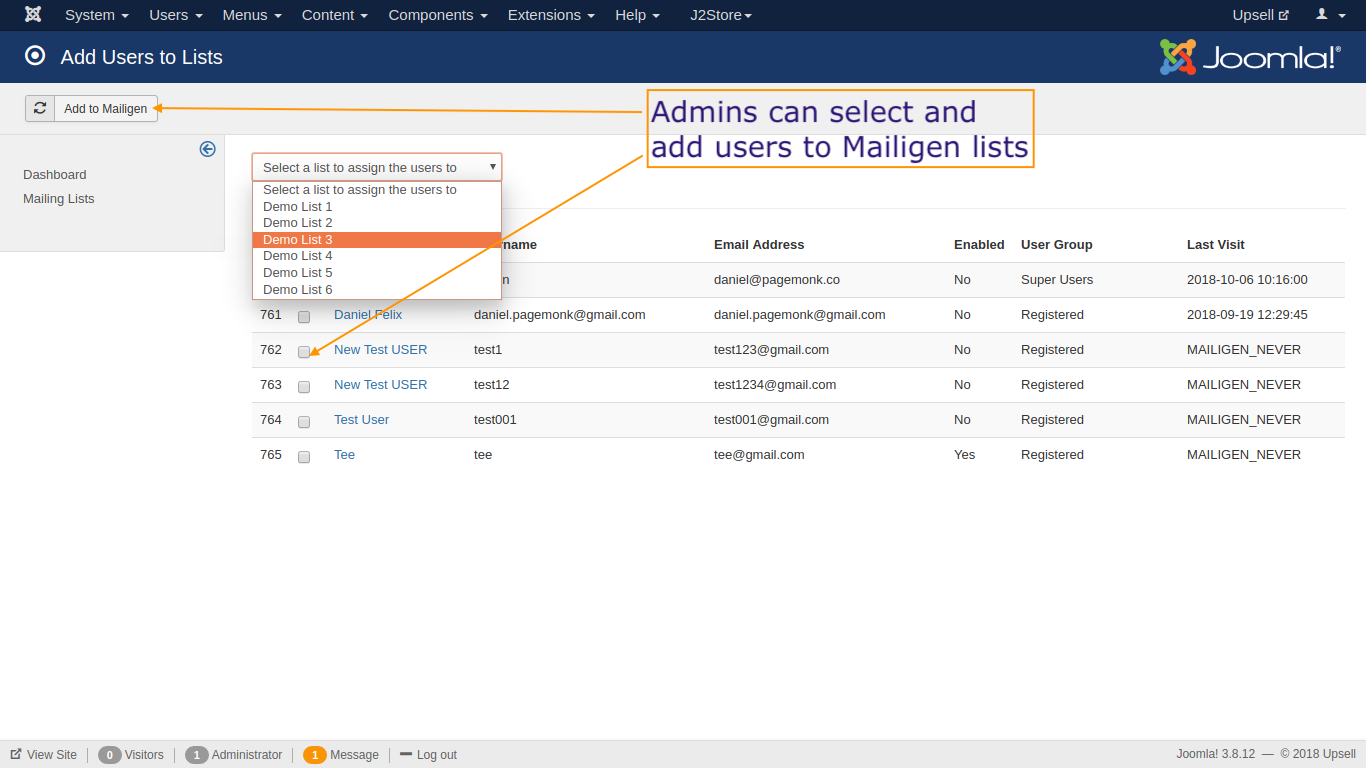 System Users Menus Content Components Extensions Help J2Store Upsell
Add Users to Lists Joomla!®
Add to Mailigen
Admins can select and
add users to Mailigen lists
Dashboard
Mailing Lists
Select a list to assign the users to
Select a list to assign the users to
Demo List 1
Demo List 2
Demo List 3
Demo List 4
Demo List 5
Demo List 6
name Email Address Enabled User Group Last Visit
n daniel@pagemonk.co No Super Users 2018-10-06 10:16:00
761 Daniel Felix daniel.pagemonk@gmail.com daniel.pagemonk@gmail.com No Registered 2018-09-19 12:29:45
762 New Test USER test1 test123@gmail.com No Registered MAILIGEN_NEVER
763 New Test USER test12 test1234@gmail.com No Registered MAILIGEN_NEVER
764 Test User test001 test001@gmail.com No Registered MAILIGEN_NEVER
765 Tee tee tee@gmail.com Yes Registered MAILIGEN_NEVER
View Site 0 Visitors 1 Administrator 1 Message Log out Joomla! 3.8.12 — © 2018 Upsell